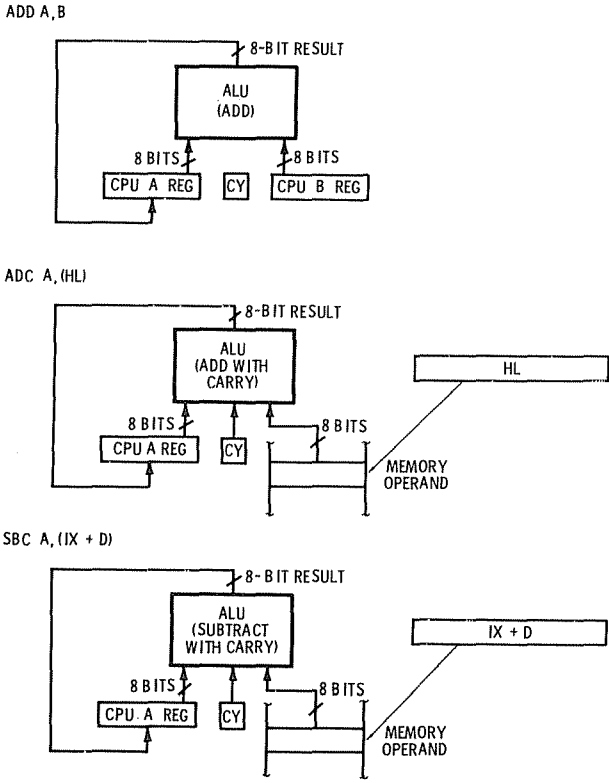 ADD A, B
8-BIT RESULT
ALU
(ADD)
8 BITS
8 BITS
CPU A REG
CY
CPU B REG
ADC A, (HL)
8-BIT RESULT
ALU
(ADD WITH
CARRY)
HL
8 BITS
8 BITS
CPU A REG
CY
MEMORY
OPERAND
SBC A, (IX + D)
8-BIT RESULT
ALU
(SUBTRACT
WITH CARRY)
IX + D
8 BITS
8 BITS
CPU A REG
CY
MEMORY
OPERAND